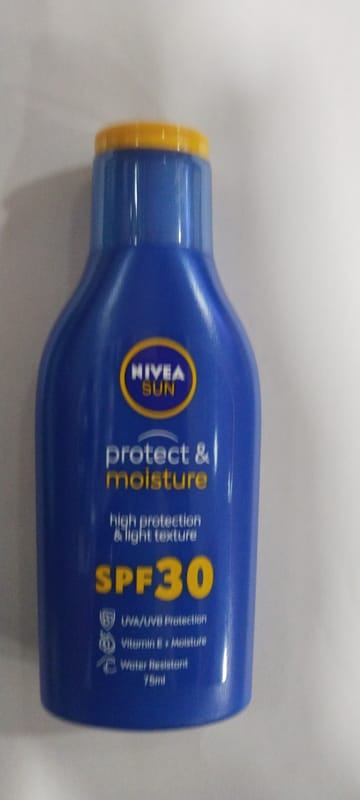 NIVEA
SUN
protect &
moisture
high protection
& light texture
SPF30
UVA/UVB Protection
Vitamin E + Moisture
Water Resistant
75ml